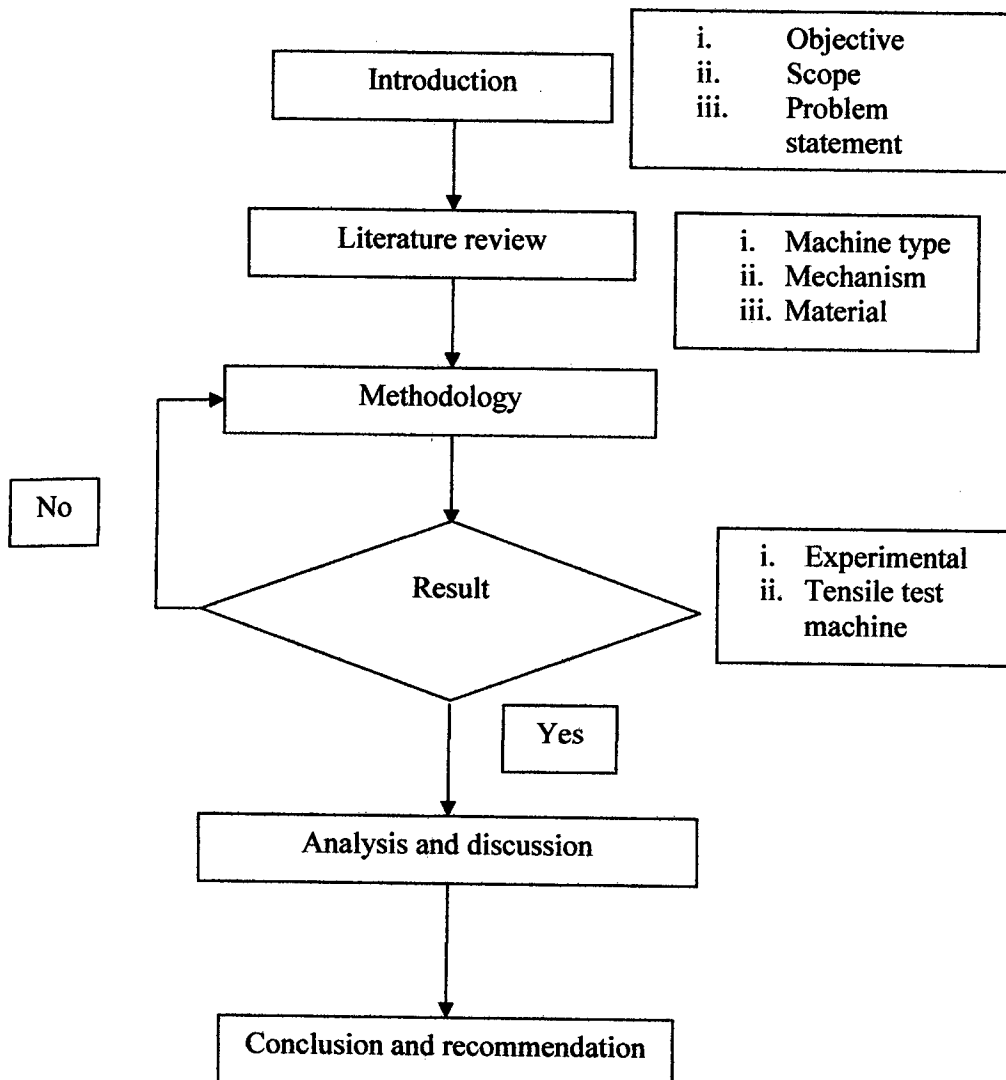 Introduction
i. Objective
ii. Scope
iii. Problem
statement
Literature review
i. Machine type
ii. Mechanism
iii. Material
Methodology
No
Result
i. Experimental
ii. Tensile test
machine
Yes
Analysis and discussion
Conclusion and recommendation